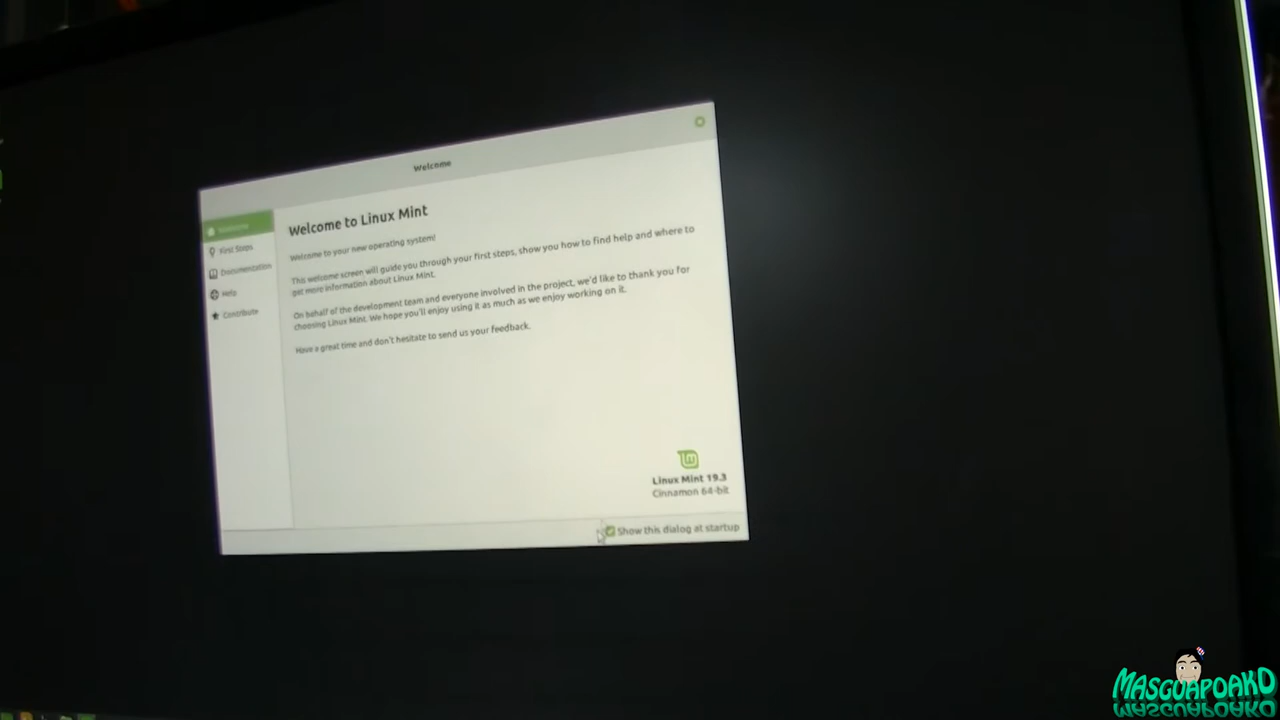 Welcome
Welcome to Linux Mint
Welcome
First Steps
Documentation
Help
Contribute
Welcome to your new operating system!
This welcome screen will guide you through your first steps, show you how to find help and where to
get more information about Linux Mint.
On behalf of the development team and everyone involved in the project, we'd like to thank you for
choosing Linux Mint. We hope you'll enjoy using it as much as we enjoy working on it.
Have a great time and don't hesitate to send us your feedback.
Linux Mint 19.3
Cinnamon 64-bit
Show this dialog at startup
MASGUAPOAKO